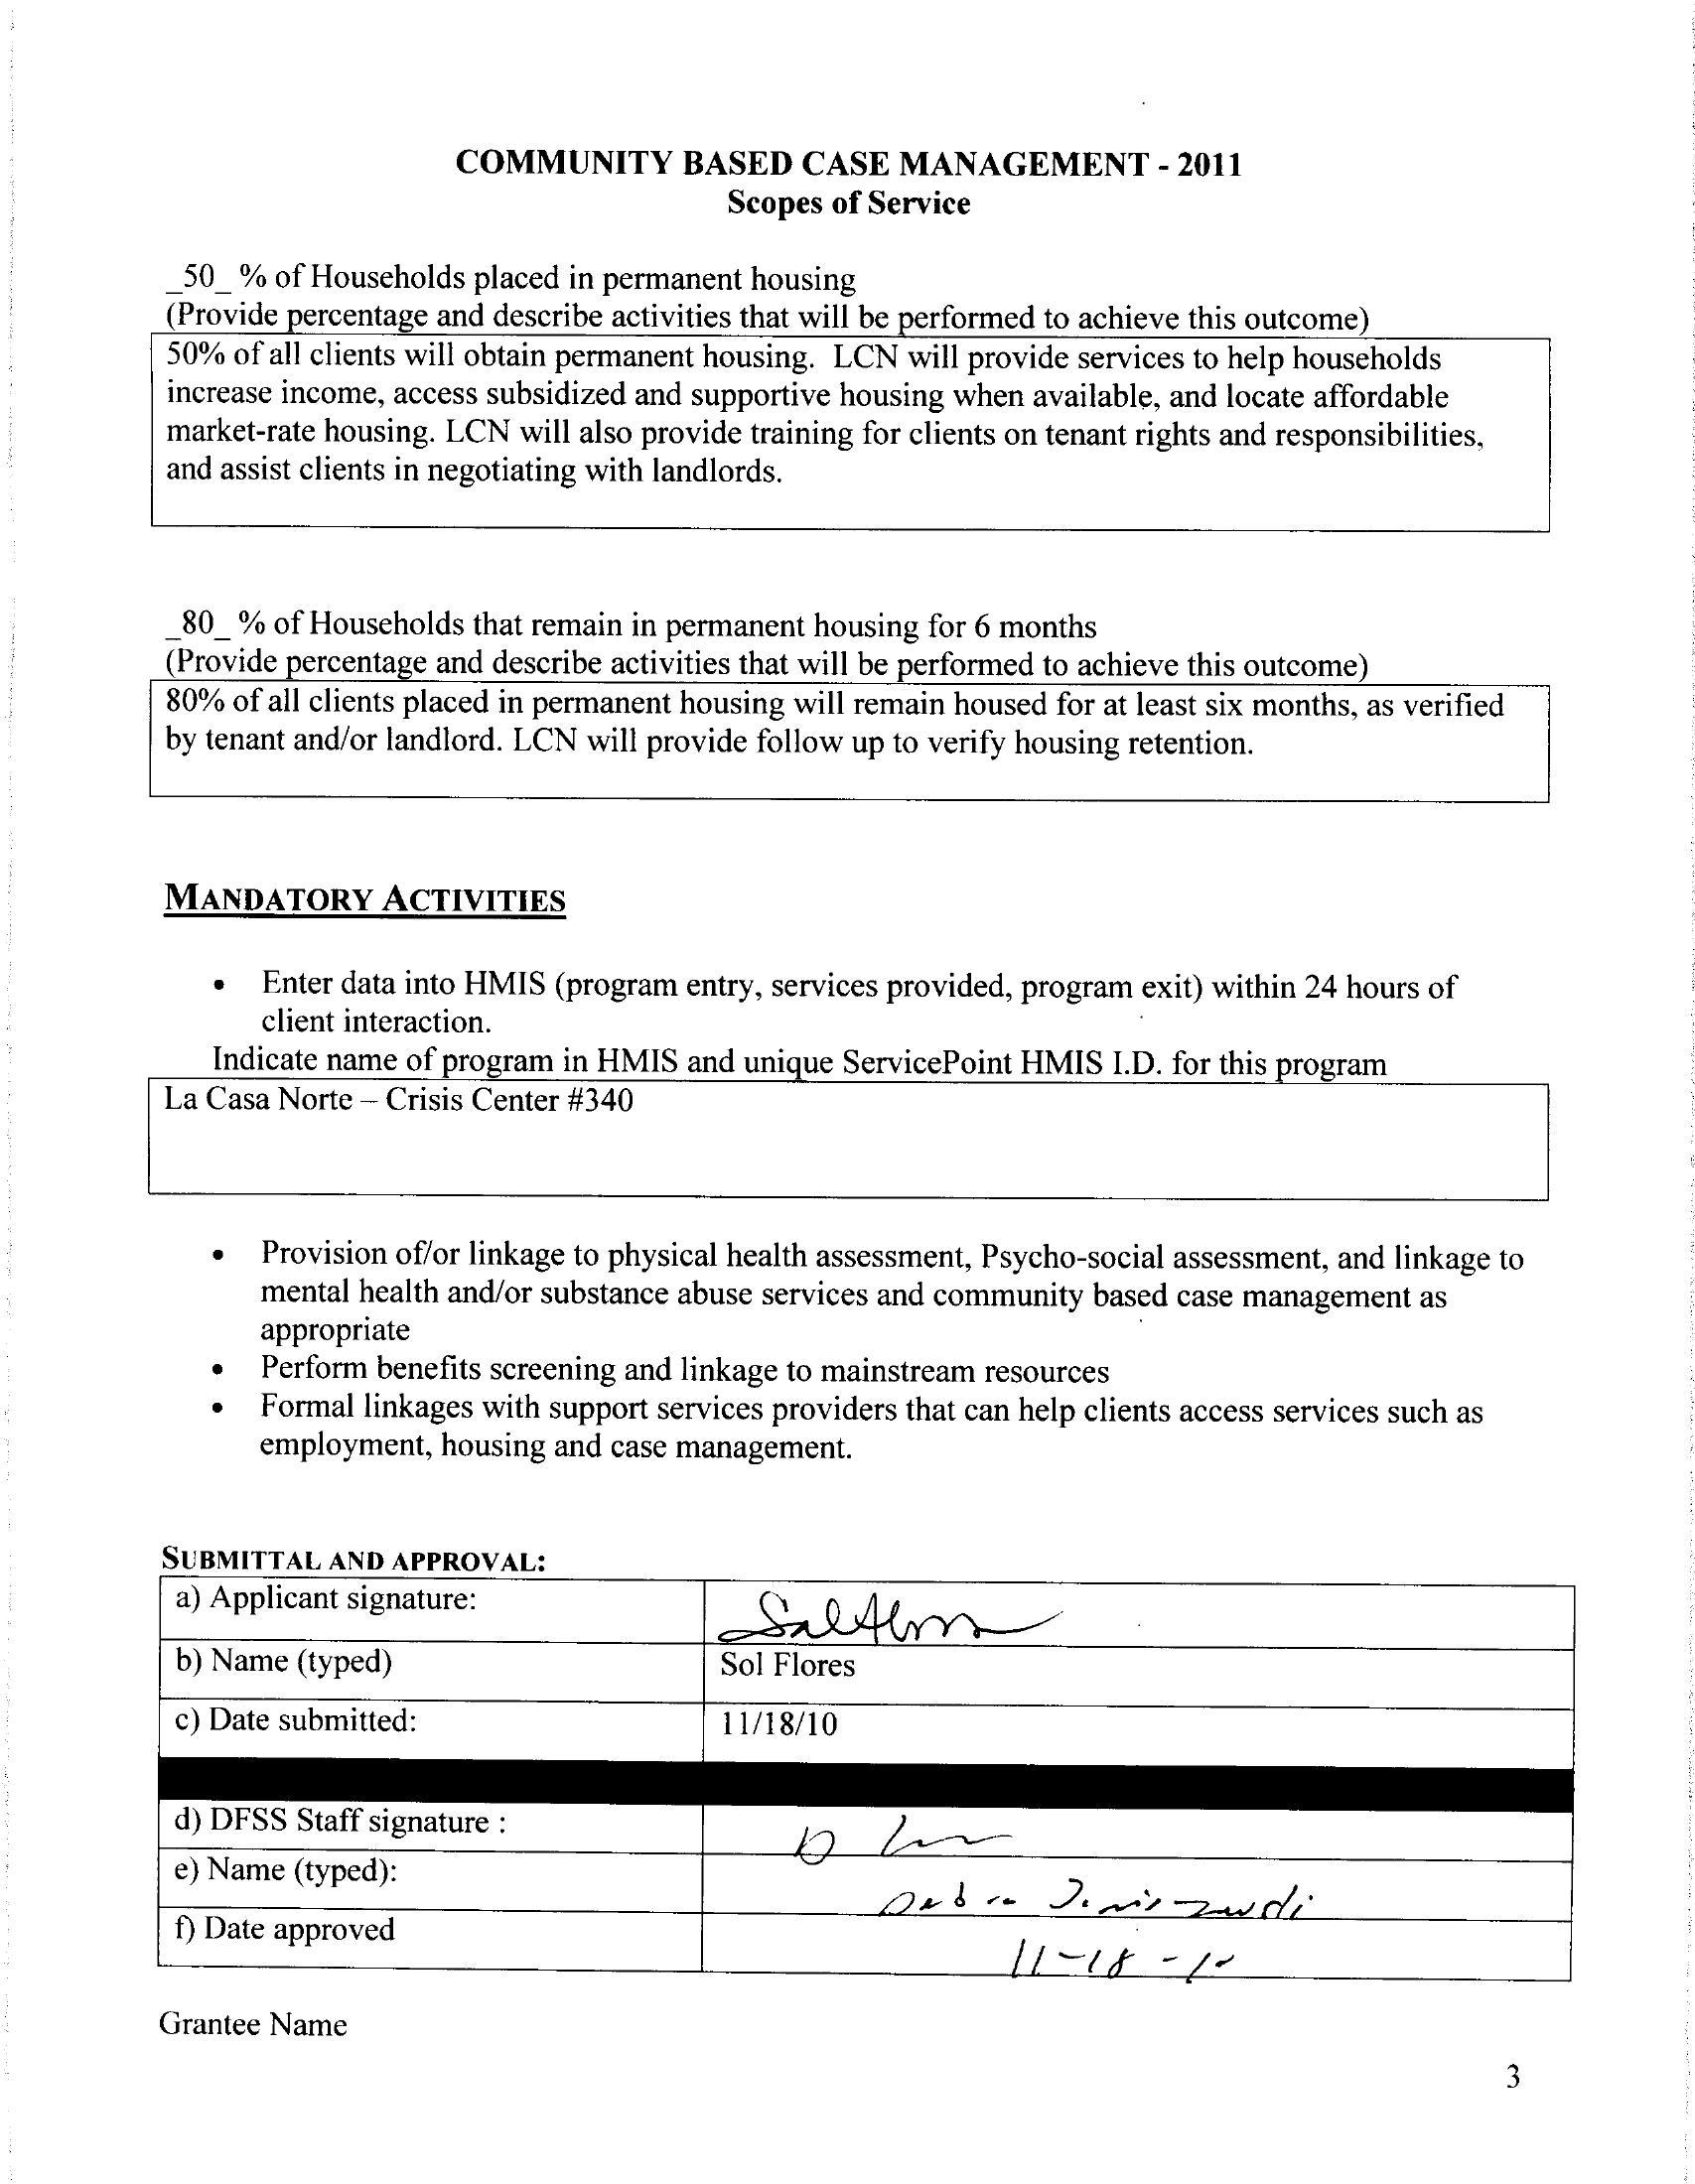 COMMUNITY BASED CASE MANAGEMENT - 2011
Scopes of Service
_50_ % of Households placed in permanent housing
(Provide percentage and describe activities that will be performed to achieve this outcome)
50% of all clients will obtain permanent housing. LCN will provide services to help households
increase income, access subsidized and supportive housing when available, and locate affordable
market-rate housing. LCN will also provide training for clients on tenant rights and responsibilities,
and assist clients in negotiating with landlords.
_80_ % of Households that remain in permanent housing for 6 months
(Provide percentage and describe activities that will be performed to achieve this outcome)
80% of all clients placed in permanent housing will remain housed for at least six months, as verified
by tenant and/or landlord. LCN will provide follow up to verify housing retention.
MANDATORY ACTIVITIES
• Enter data into HMIS (program entry, services provided, program exit) within 24 hours of
client interaction.
Indicate name of program in HMIS and unique ServicePoint HMIS I.D. for this program
La Casa Norte – Crisis Center #340
• Provision of/or linkage to physical health assessment, Psycho-social assessment, and linkage to
mental health and/or substance abuse services and community based case management as
appropriate
• Perform benefits screening and linkage to mainstream resources
• Formal linkages with support services providers that can help clients access services such as
employment, housing and case management.
SUBMITTAL AND APPROVAL:
a) Applicant signature:
b) Name (typed) Sol Flores
c) Date submitted: 11/18/10
d) DFSS Staff signature :
e) Name (typed):
f) Date approved 11-18-10
Grantee Name
3